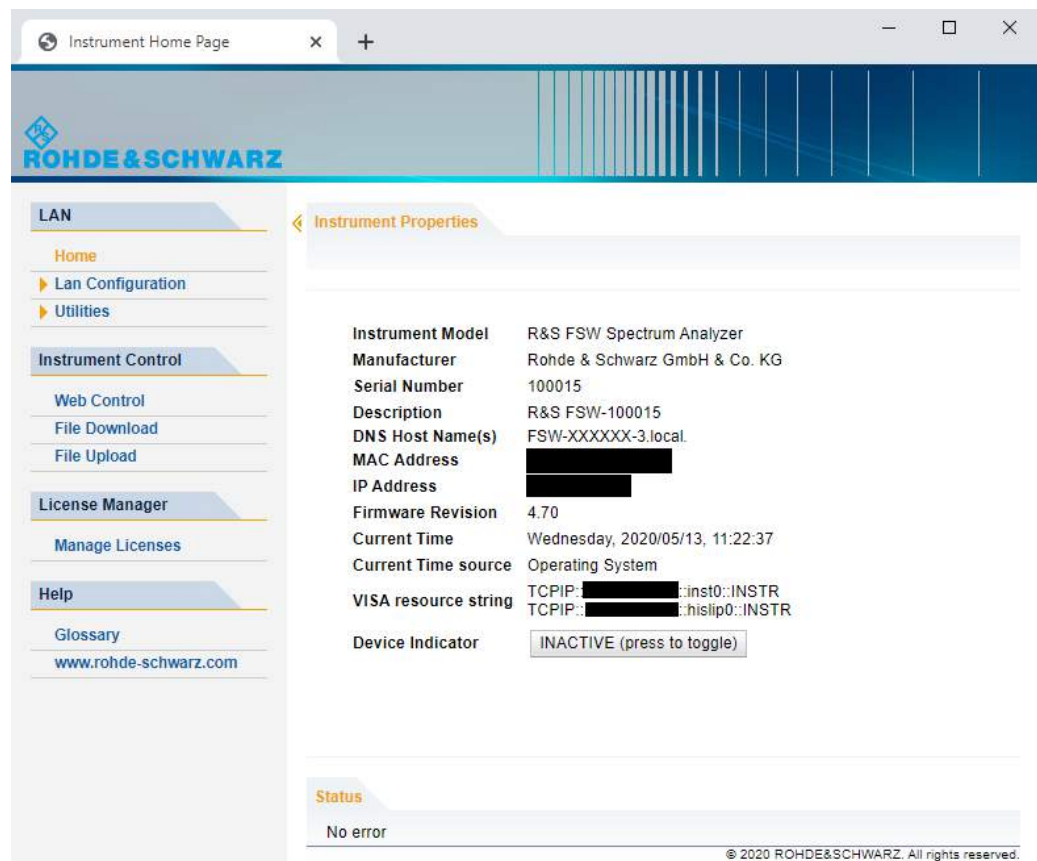 Instrument Home Page
R&S
ROHDE&SCHWARZ
LAN
Home
Lan Configuration
Utilities
Instrument Control
Web Control
File Download
File Upload
License Manager
Manage Licenses
Help
Glossary
www.rohde-schwarz.com
Instrument Properties
Instrument Model R&S FSW Spectrum Analyzer
Manufacturer Rohde & Schwarz GmbH & Co. KG
Serial Number 100015
Description R&S FSW-100015
DNS Host Name(s) FSW-XXXXXX-3.local.
MAC Address
IP Address
Firmware Revision 4.70
Current Time Wednesday, 2020/05/13, 11:22:37
Current Time source Operating System
VISA resource string TCPIP:: ::inst0::INSTR
TCPIP:: ::hislip0::INSTR
Device Indicator INACTIVE (press to toggle)
Status
No error
© 2020 ROHDE&SCHWARZ. All rights reserved.